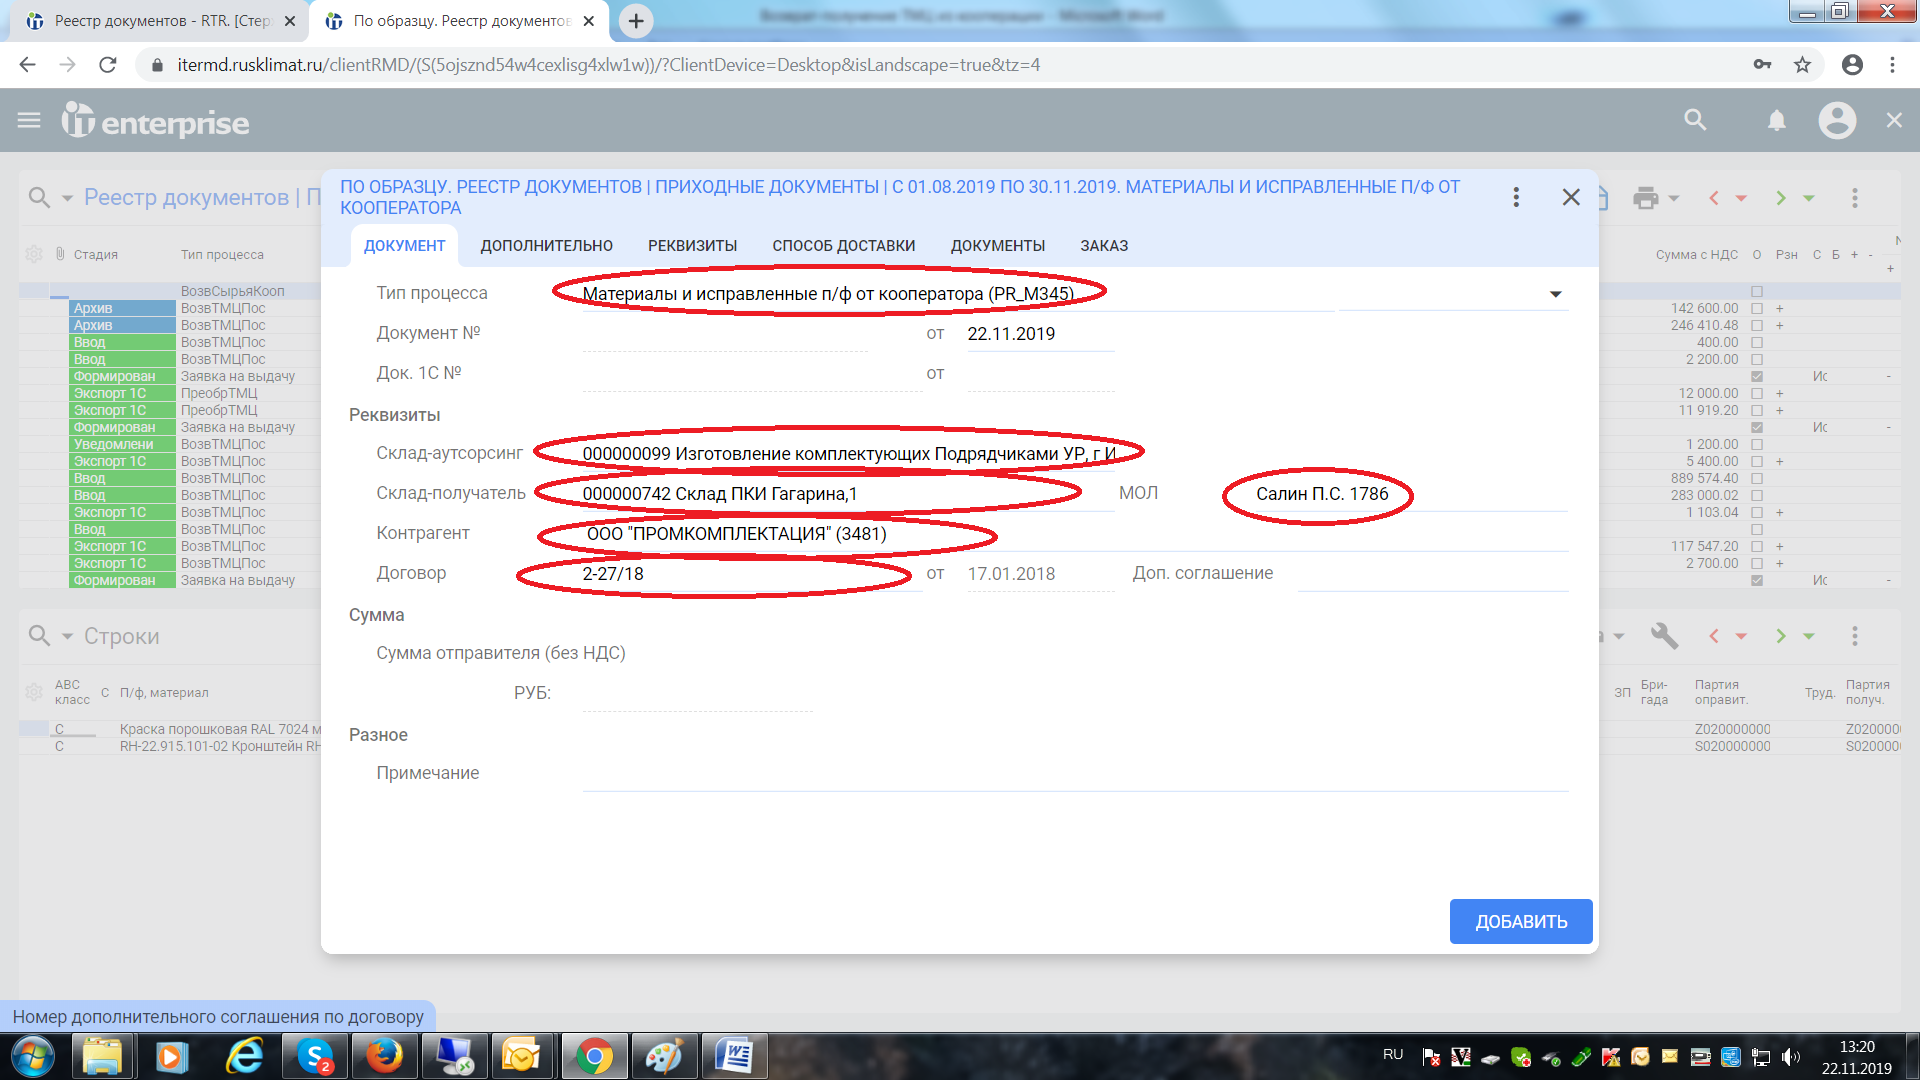 Реестр документов - RTR. [Стер
По образцу. Реестр документов
Возврат-получение ТМЦ из кооперации - Microsoft Word
itermd.rusklimat.ru/clientRMD/(S(5ojsznd54w4cexlisg4xlw1w))/?ClientDevice=Desktop&isLandscape=true&tz=4
it enterprise
Реестр документов | П
ПО ОБРАЗЦУ. РЕЕСТР ДОКУМЕНТОВ | ПРИХОДНЫЕ ДОКУМЕНТЫ | С 01.08.2019 ПО 30.11.2019. МАТЕРИАЛЫ И ИСПРАВЛЕННЫЕ П/Ф ОТ
КООПЕРАТОРА
ДОКУМЕНТ ДОПОЛНИТЕЛЬНО РЕКВИЗИТЫ СПОСОБ ДОСТАВКИ ДОКУМЕНТЫ ЗАКАЗ
Тип процесса Материалы и исправленные п/ф от кооператора (PR_M345)
Документ № от 22.11.2019
Док. 1С № от
Реквизиты
Склад-аутсорсинг 000000099 Изготовление комплектующих Подрядчиками УР, г И
Склад-получатель 000000742 Склад ПКИ Гагарина,1 МОЛ Салин П.С. 1786
Контрагент ООО "ПРОМКОМПЛЕКТАЦИЯ" (3481)
Договор 2-27/18 от 17.01.2018 Доп. соглашение
Сумма
Сумма отправителя (без НДС)
РУБ:
Разное
Примечание
ДОБАВИТЬ
Стадия Тип процесса Сумма с НДС О Рзн С Б + - N
+
ВозвСырьяКооп
Архив ВозвТМЦПос 142 600.00 +
Архив ВозвТМЦПос 246 410.48 +
Ввод ВозвТМЦПос 400.00
Ввод ВозвТМЦПос 2 200.00
Формирован Заявка на выдачу Ис -
Экспорт 1С ПреобрТМЦ 12 000.00 +
Экспорт 1С ПреобрТМЦ 11 919.20 +
Формирован Заявка на выдачу Ис -
Уведомлени ВозвТМЦПос 1 200.00
Экспорт 1С ВозвТМЦПос 5 400.00 +
Ввод ВозвТМЦПос 889 574.40
Ввод ВозвТМЦПос 283 000.02
Экспорт 1С ВозвТМЦПос 1 103.04 +
Ввод ВозвТМЦПос
Экспорт 1С ВозвТМЦПос 117 547.20 +
Экспорт 1С ВозвТМЦПос 2 700.00 +
Формирован Заявка на выдачу Ис -
Строки
ABC
класс С П/ф, материал ЗП Бри-
гада Партия
оправит. Труд. Партия
получ.
С Краска порошковая RAL 7024 м Z020000000 Z020000
С RH-22.915.101-02 Кронштейн RH S020000000 S020000
Номер дополнительного соглашения по договору
2
RU
13:20
22.11.2019